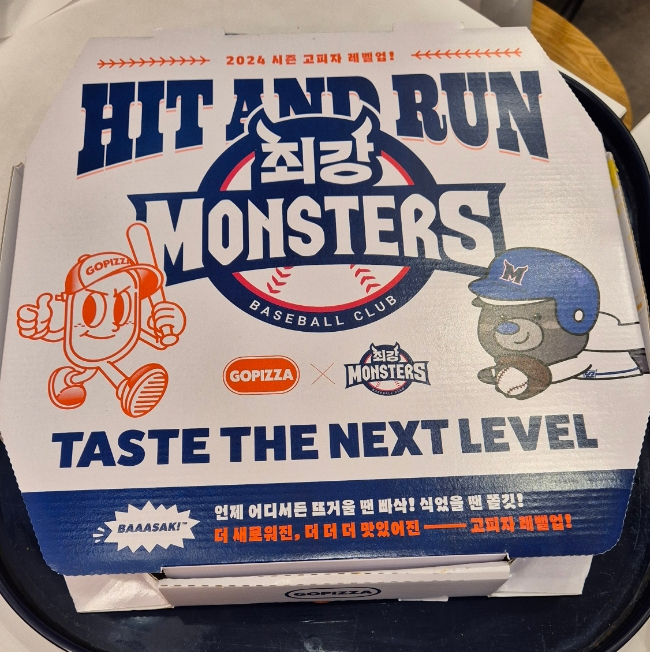 2024 시즌 고피자 레벨업!
HIT AND RUN
최강
MONSTERS
BASEBALL CLUB
GOPIZZA
M
GOPIZZA × 최강 MONSTERS
TASTE THE NEXT LEVEL
BAAASAK!™
언제 어디서든 뜨거울 땐 빠삭! 식었을 땐 쫄깃!
더 새로워진, 더 더 더 맛있어진 —— 고피자 레벨업!
GOPIZZA